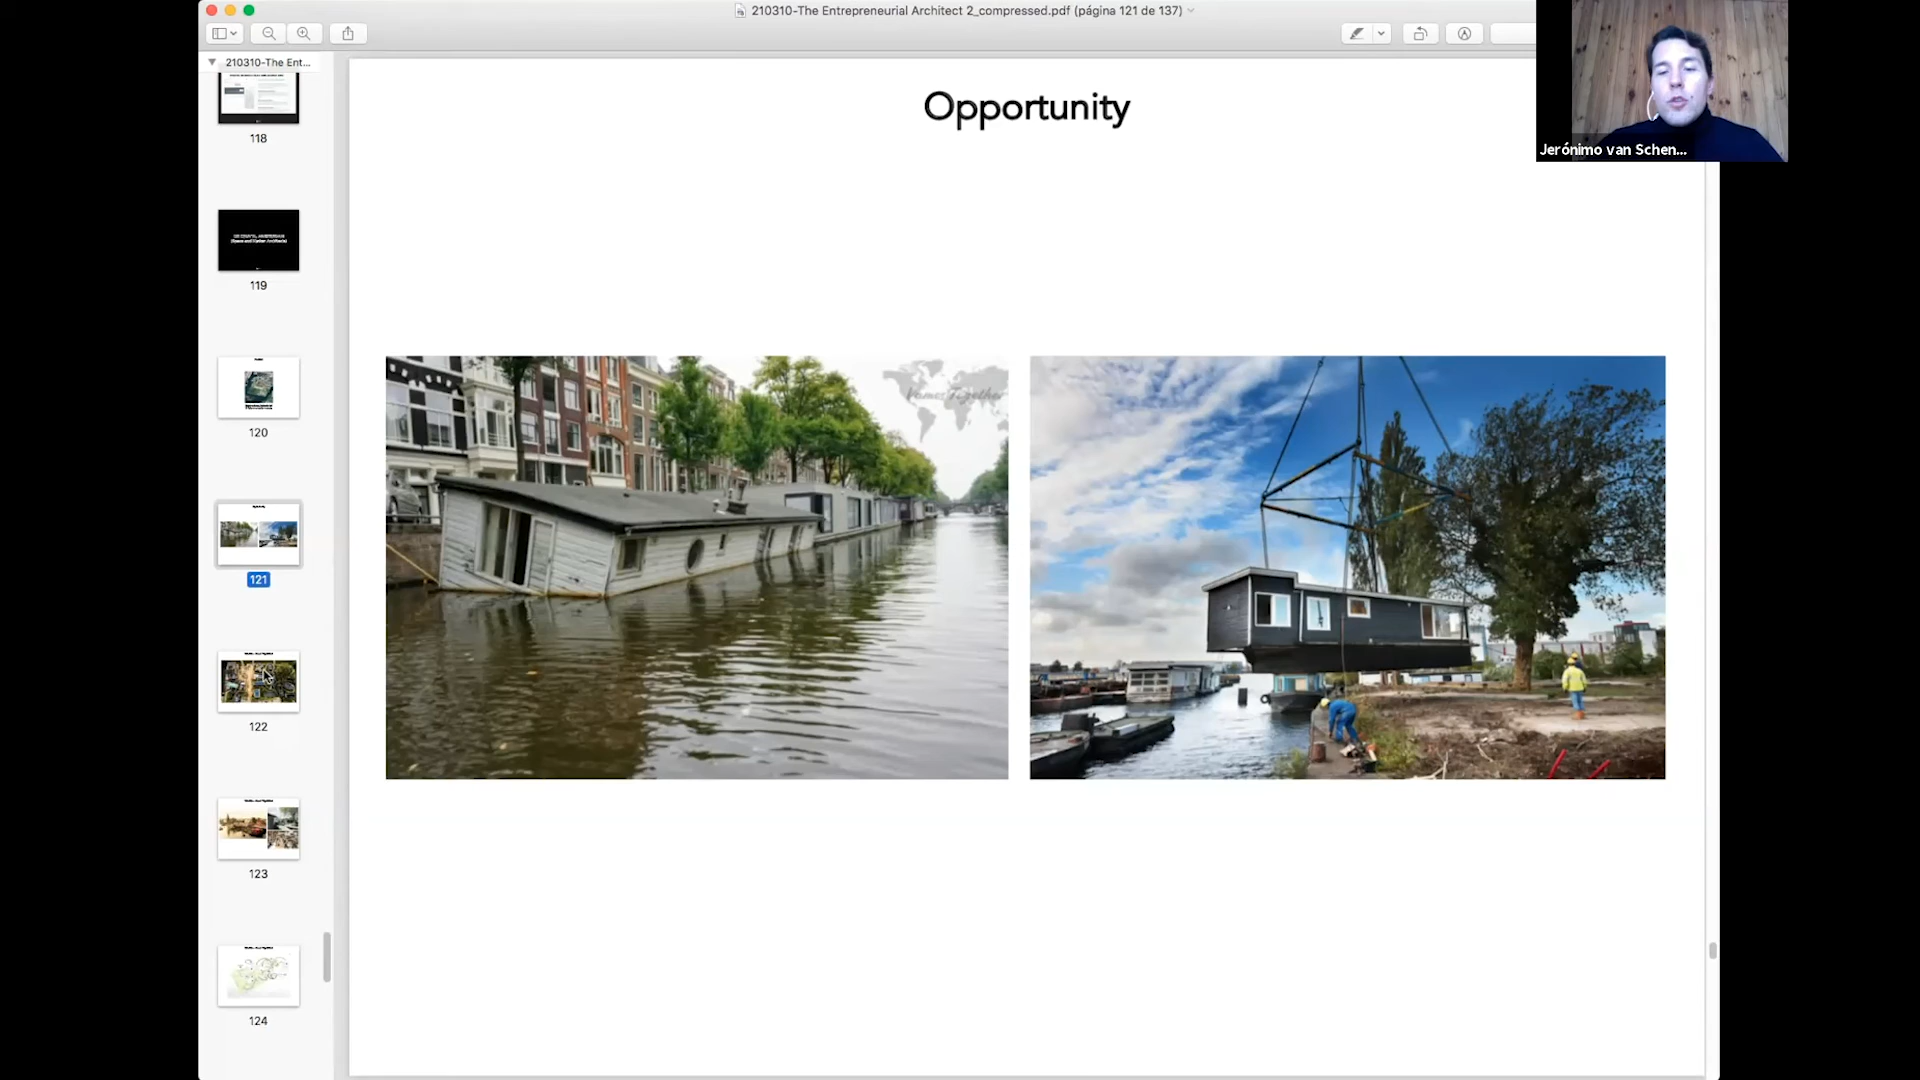 210310-The Entrepreneurial Architect 2_compressed.pdf (página 121 de 137)
210310-The Ent...
118
119
120
121
122
123
124
Opportunity
Jerónimo van Schen...